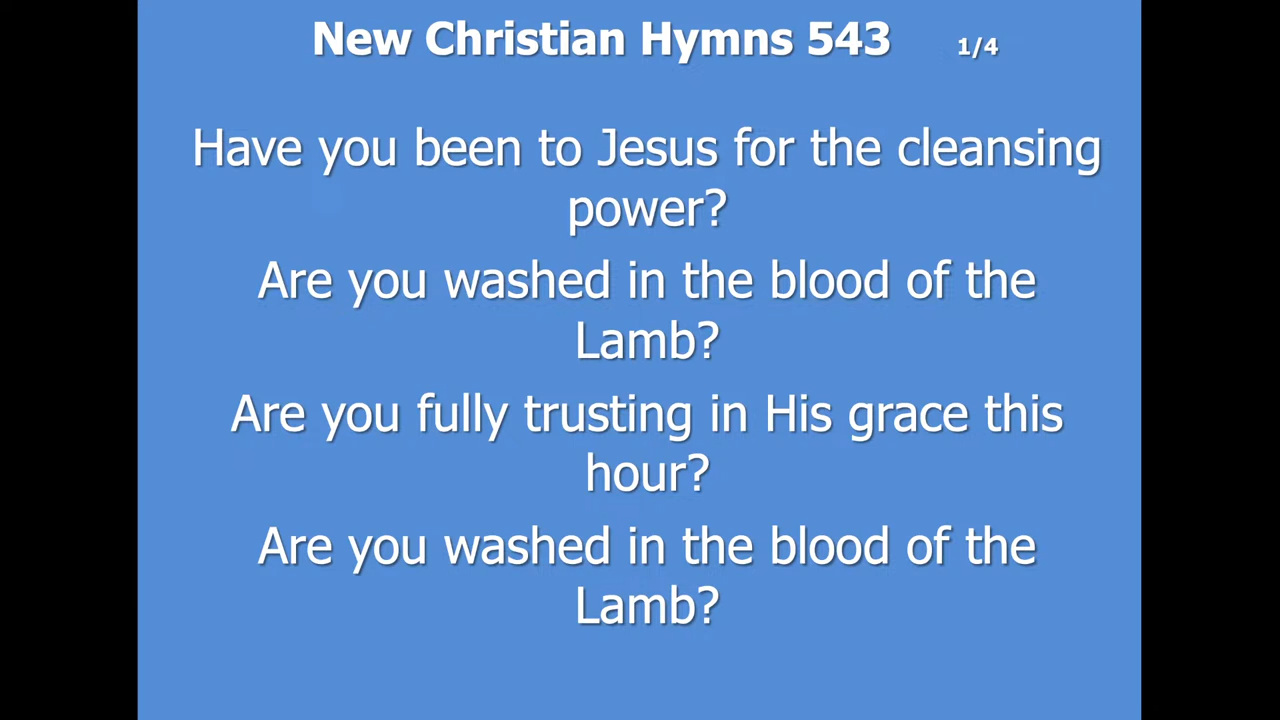 New Christian Hymns 543 1/4
Have you been to Jesus for the cleansing
power?
Are you washed in the blood of the
Lamb?
Are you fully trusting in His grace this
hour?
Are you washed in the blood of the
Lamb?